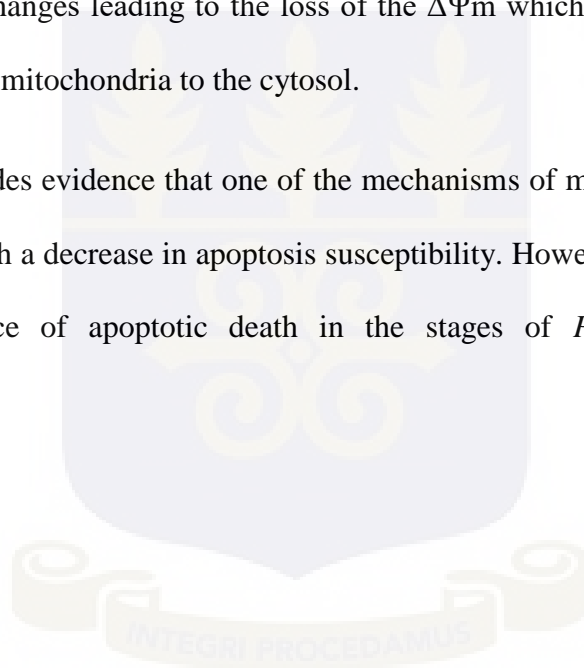 hanges leading to the loss of the ΔΨm which
mitochondria to the cytosol.
des evidence that one of the mechanisms of m
h a decrease in apoptosis susceptibility. Howe
ce of apoptotic death in the stages of
INTEGRI PROCEDAMUS